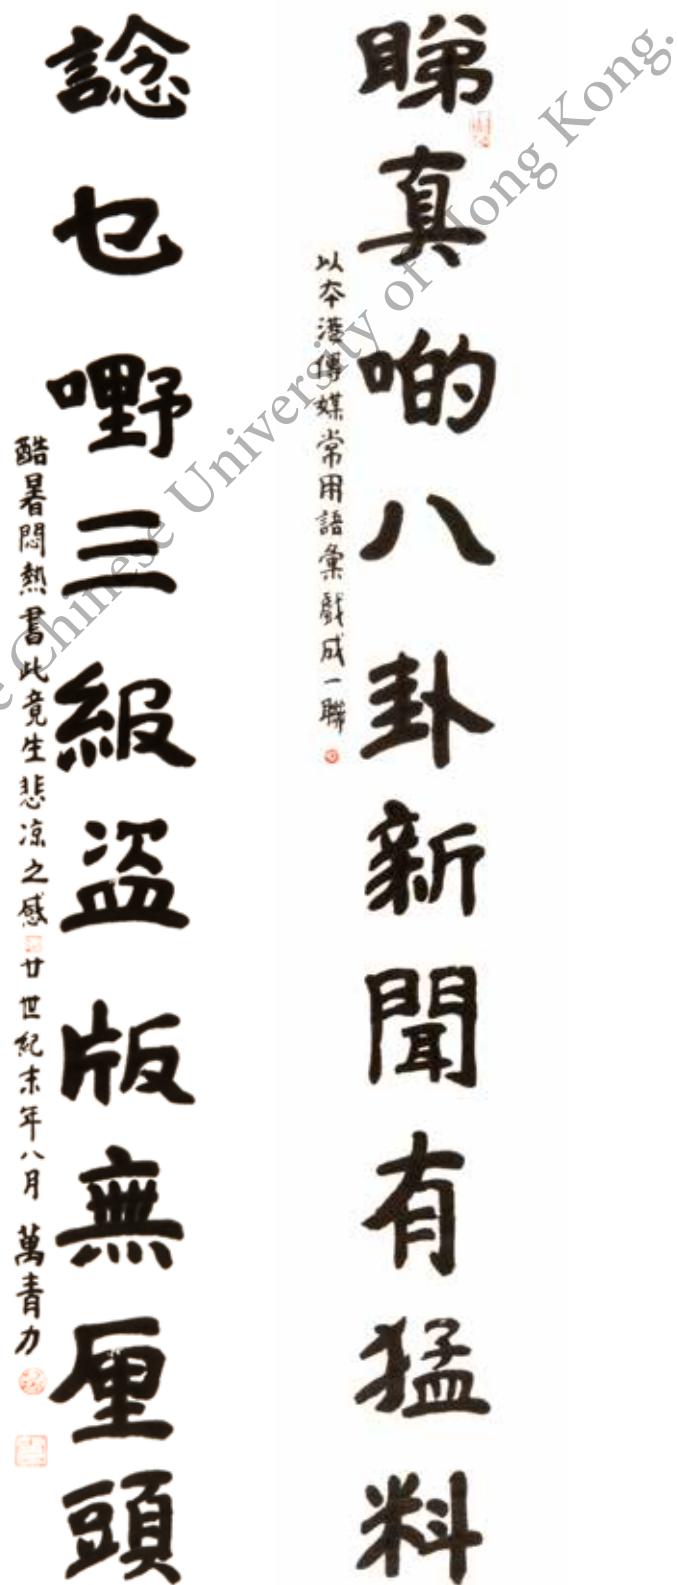 睇真啲八卦新聞有猛料
以本港傳媒常用語彙戲成一聯
諗乜嘢三級盜版無厘頭
酷暑悶熱書此竟生悲凉之感 廿世紀末年八月 萬青力
Chinese University of Hong Kong.